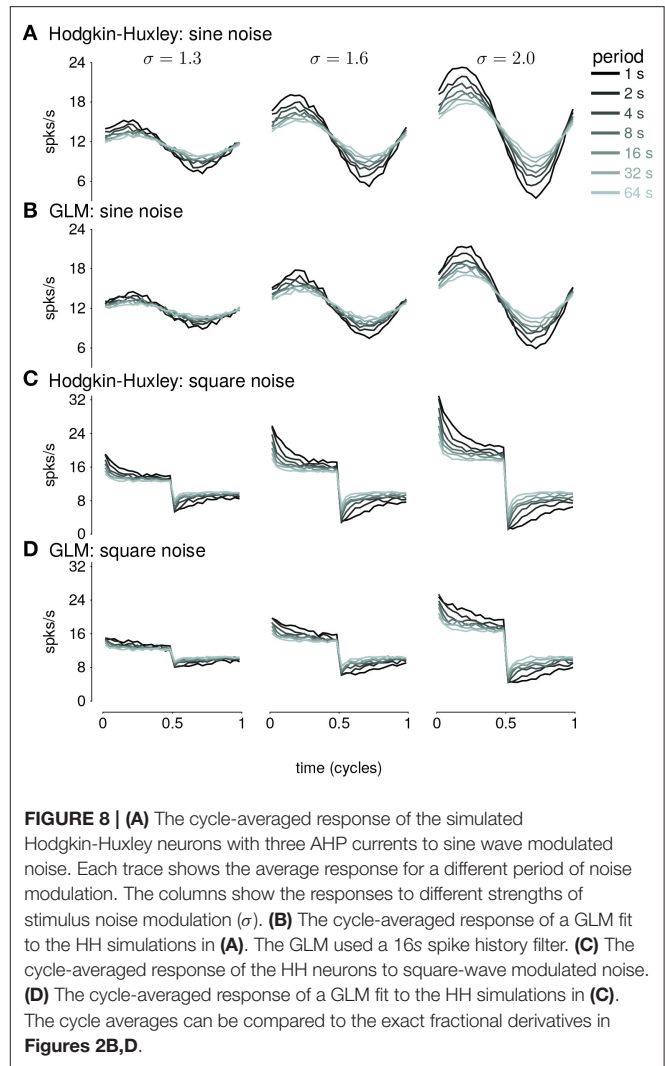 A Hodgkin-Huxley: sine noise
σ = 1.3 σ = 1.6 σ = 2.0
period
1 s
2 s
4 s
8 s
16 s
32 s
64 s
24
18
12
6
spks/s
B GLM: sine noise
24
18
12
6
spks/s
C Hodgkin-Huxley: square noise
32
24
16
8
0
spks/s
D GLM: square noise
32
24
16
8
0
spks/s
0 0.5 1 0 0.5 1 0 0.5 1
time (cycles)
FIGURE 8 | (A) The cycle-averaged response of the simulated
Hodgkin-Huxley neurons with three AHP currents to sine wave modulated
noise. Each trace shows the average response for a different period of noise
modulation. The columns show the responses to different strengths of
stimulus noise modulation (σ). (B) The cycle-averaged response of a GLM fit
to the HH simulations in (A). The GLM used a 16s spike history filter. (C) The
cycle-averaged response of the HH neurons to square-wave modulated noise.
(D) The cycle-averaged response of a GLM fit to the HH simulations in (C).
The cycle averages can be compared to the exact fractional derivatives in
Figures 2B,D.